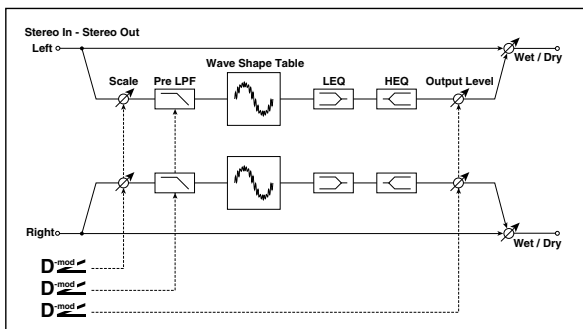 Stereo In - Stereo Out
Left
Wet / Dry
Scale
Pre LPF
Wave Shape Table
LEQ
HEQ
Output Level
Right
Wet / Dry
D-mod
D-mod
D-mod